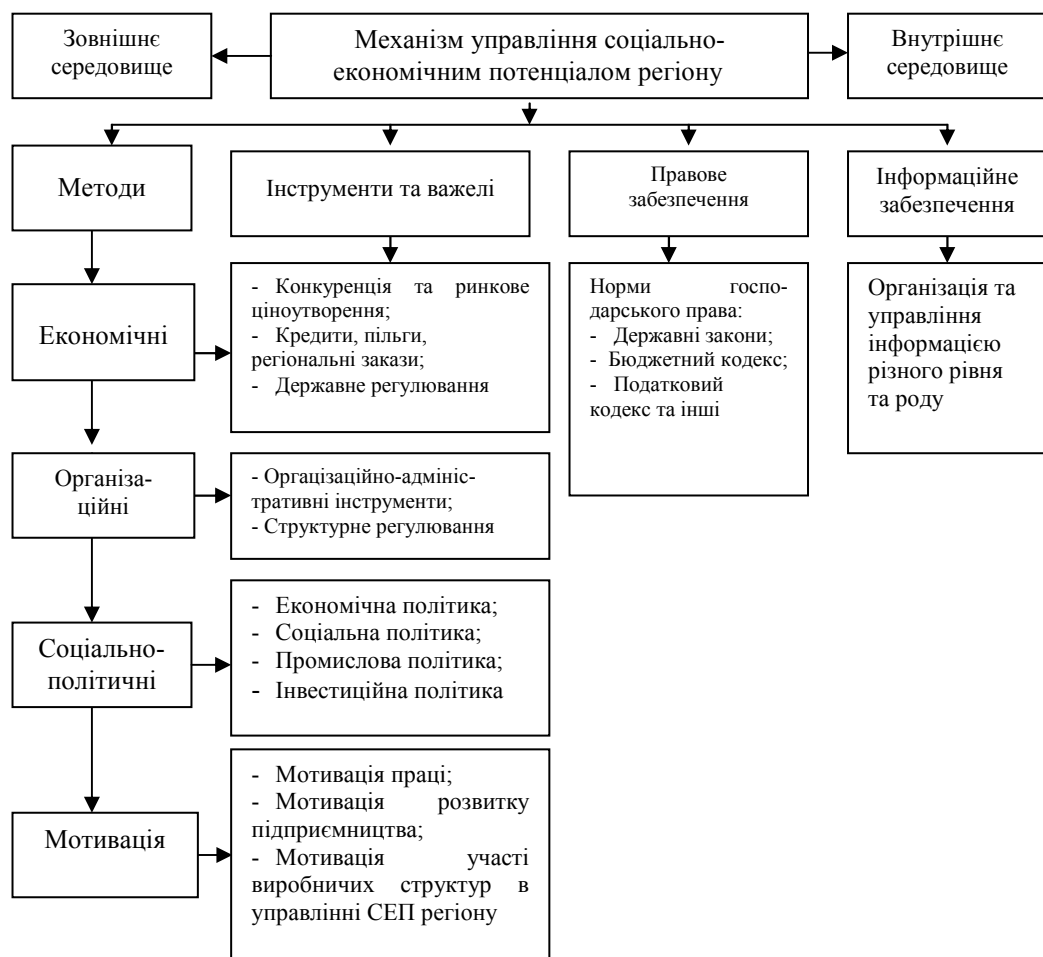 Зовнішнє
середовище
Механізм управління соціально-
економічним потенціалом регіону
Внутрішнє
середовище
Методи
Інструменти та важелі
Правове
забезпечення
Інформаційне
забезпечення
Економічні
- Конкуренція та ринкове
ціноутворення;
- Кредити, пільги,
регіональні закази;
- Державне регулювання
Норми госпо-
дарського права:
- Державні закони;
- Бюджетний кодекс;
- Податковий
кодекс та інші
Організація та
управління
інформацією
різного рівня
та роду
Організа-
ційні
- Оргацізаційно-адмініс-
тративні інструменти;
- Структурне регулювання
Соціально-
політичні
- Економічна політика;
- Соціальна політика;
- Промислова політика;
- Інвестиційна політика
Мотивація
- Мотивація праці;
- Мотивація розвитку
підприємництва;
- Мотивація участі
виробничих структур в
управлінні СЕП регіону